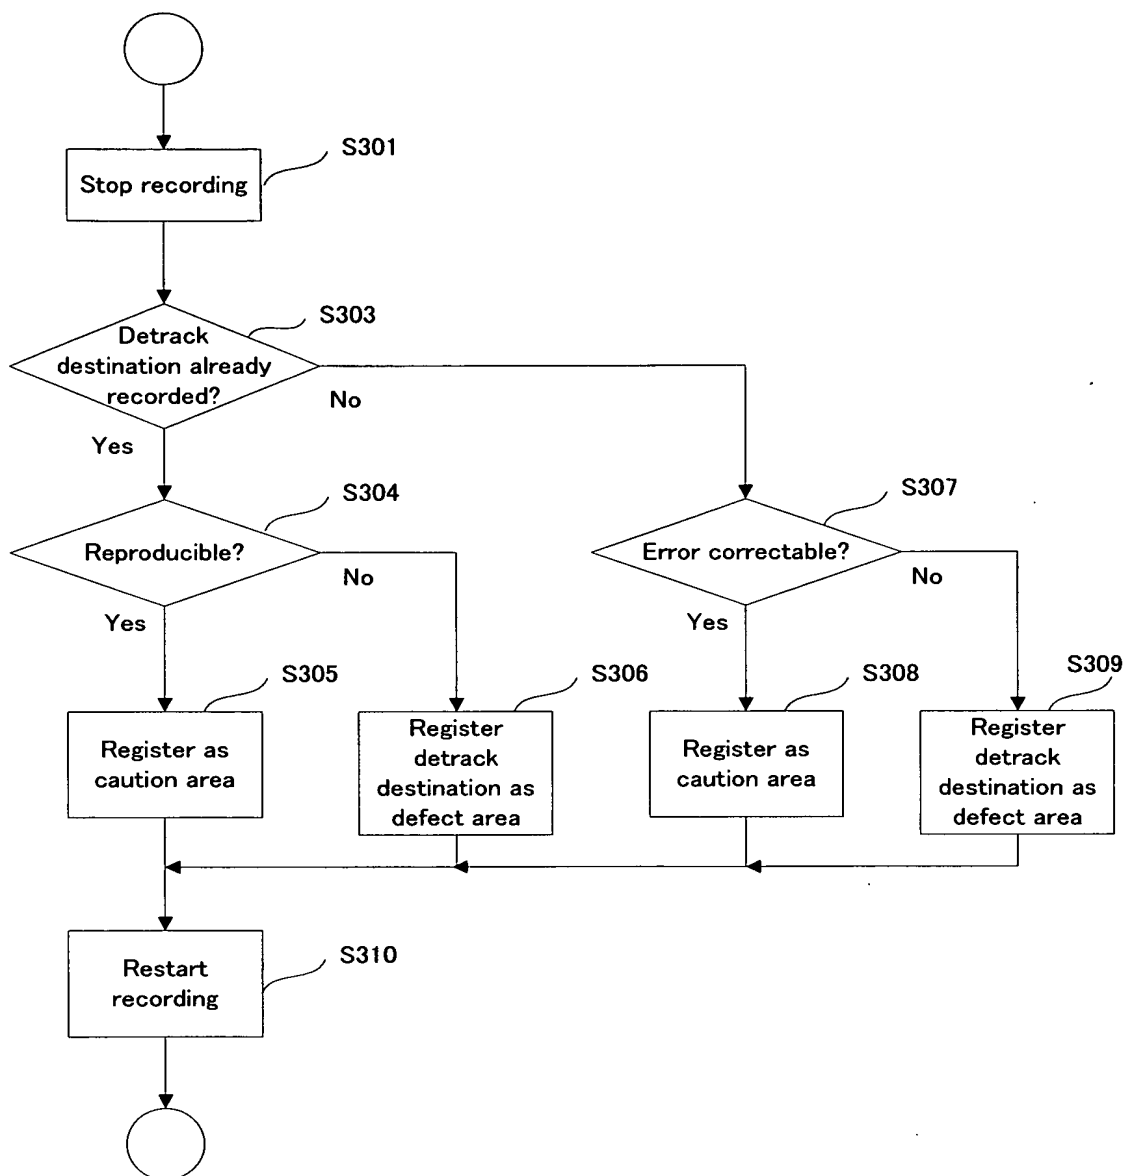 S301
Stop recording
S303
Detrack
destination already
recorded?
No
Yes
S304
Reproducible?
No
Yes
S307
Error correctable?
No
Yes
S305
Register as
caution area
S306
Register
detrack
destination as
defect area
S308
Register as
caution area
S309
Register
detrack
destination as
defect area
S310
Restart
recording